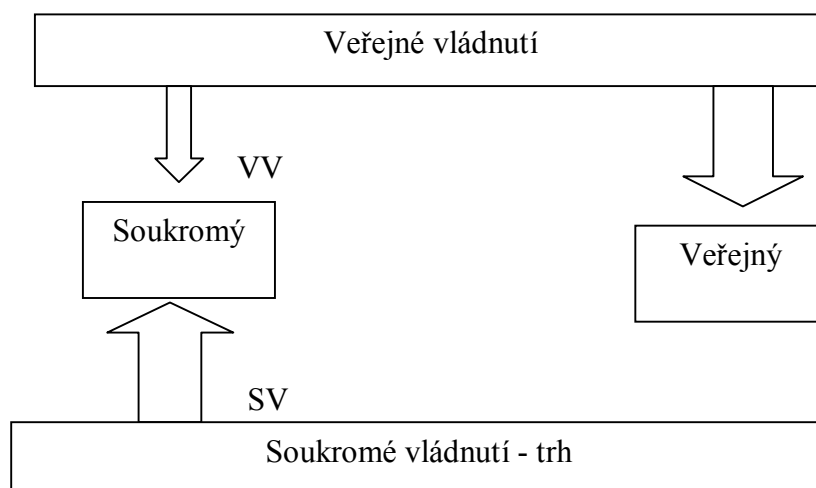 Veřejné vládnutí
VV
Soukromý
Veřejný
SV
Soukromé vládnutí - trh